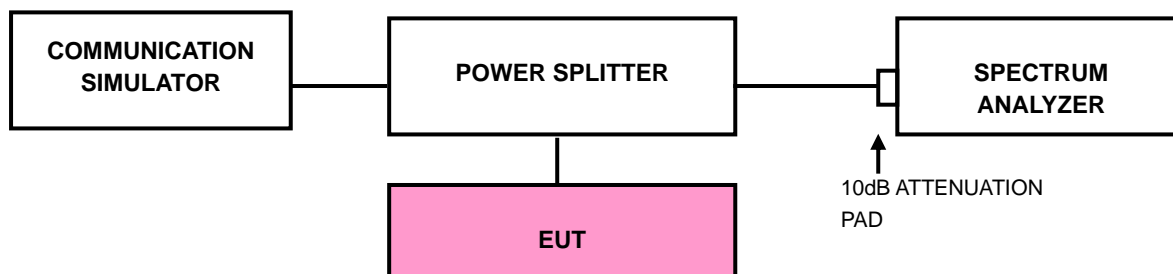 COMMUNICATION
SIMULATOR
POWER SPLITTER
SPECTRUM
ANALYZER
10dB ATTENUATION
PAD
EUT